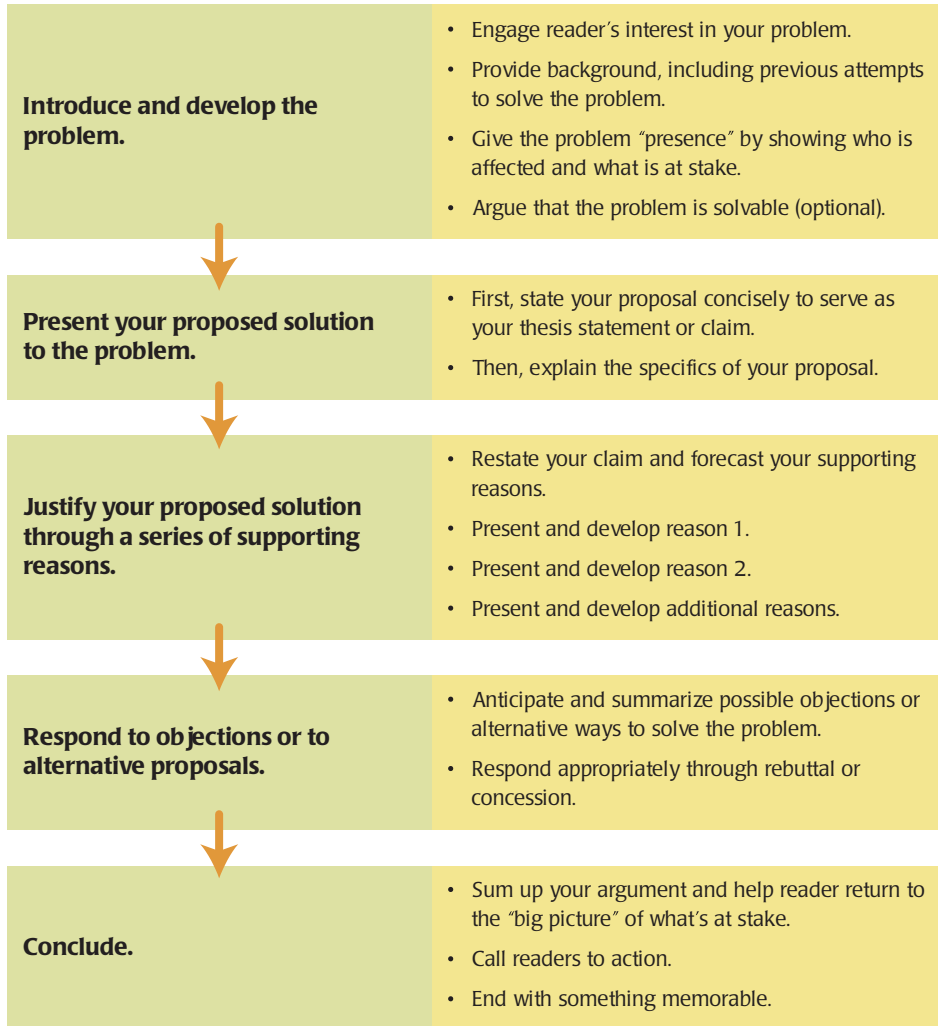 Introduce and develop the
problem.
• Engage reader's interest in your problem.
• Provide background, including previous attempts
to solve the problem.
• Give the problem “presence” by showing who is
affected and what is at stake.
• Argue that the problem is solvable (optional).
Present your proposed solution
to the problem.
• First, state your proposal concisely to serve as
your thesis statement or claim.
• Then, explain the specifics of your proposal.
Justify your proposed solution
through a series of supporting
reasons.
• Restate your claim and forecast your supporting
reasons.
• Present and develop reason 1.
• Present and develop reason 2.
• Present and develop additional reasons.
Respond to objections or to
alternative proposals.
• Anticipate and summarize possible objections or
alternative ways to solve the problem.
• Respond appropriately through rebuttal or
concession.
Conclude.
• Sum up your argument and help reader return to
the “big picture” of what's at stake.
• Call readers to action.
• End with something memorable.